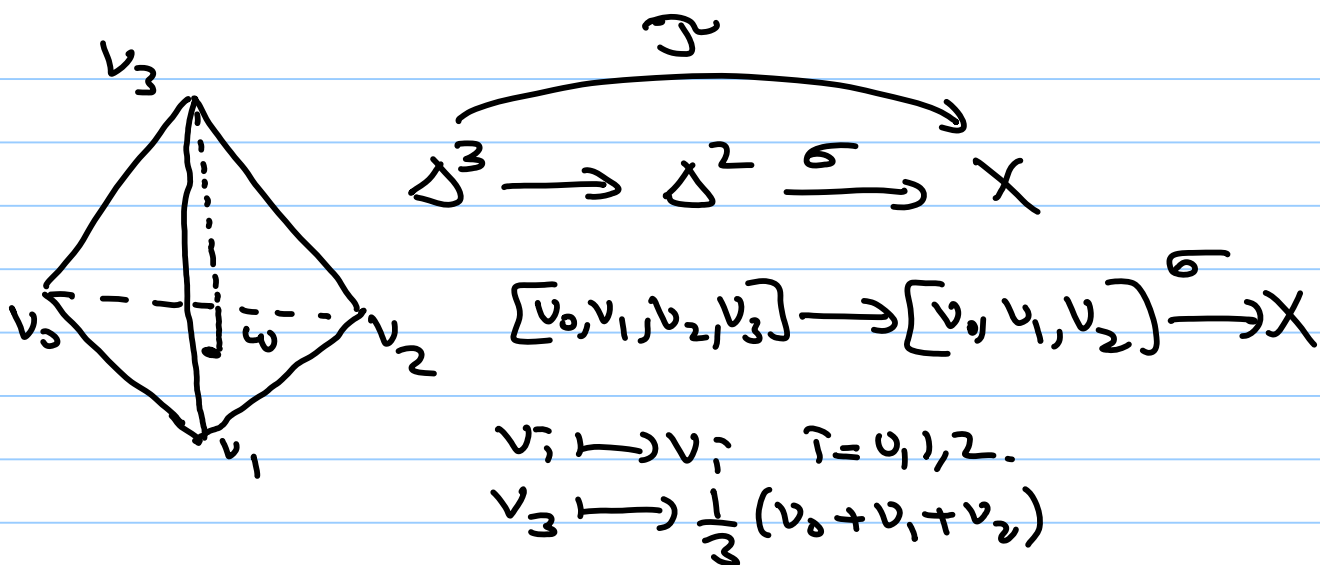 𝒯
v₃
Δ³ ⟶ Δ² σ⟶ X
v₀ w v₂ [v₀,v₁,v₂,v₃] ⟶ [v₀, v₁, v₂] σ⟶ X
v₁
vᵢ ⟼ vᵢ i=0,1,2.
v₃ ⟼ 1/3 (v₀+v₁+v₂)